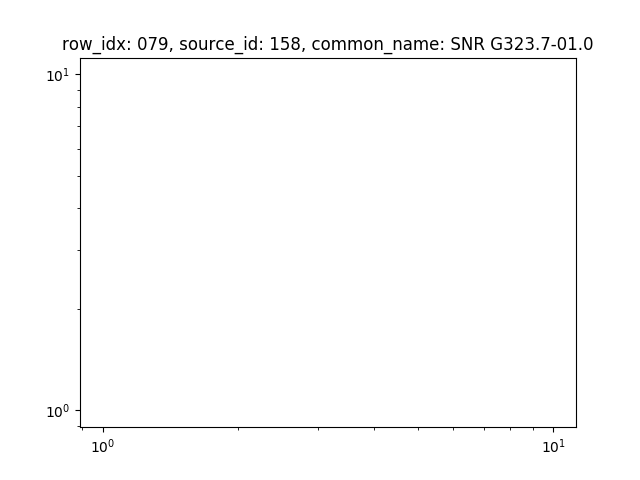 row_idx: 079, source_id: 158, common_name: SNR G323.7-01.0
10¹
10⁰
10⁰ 10¹